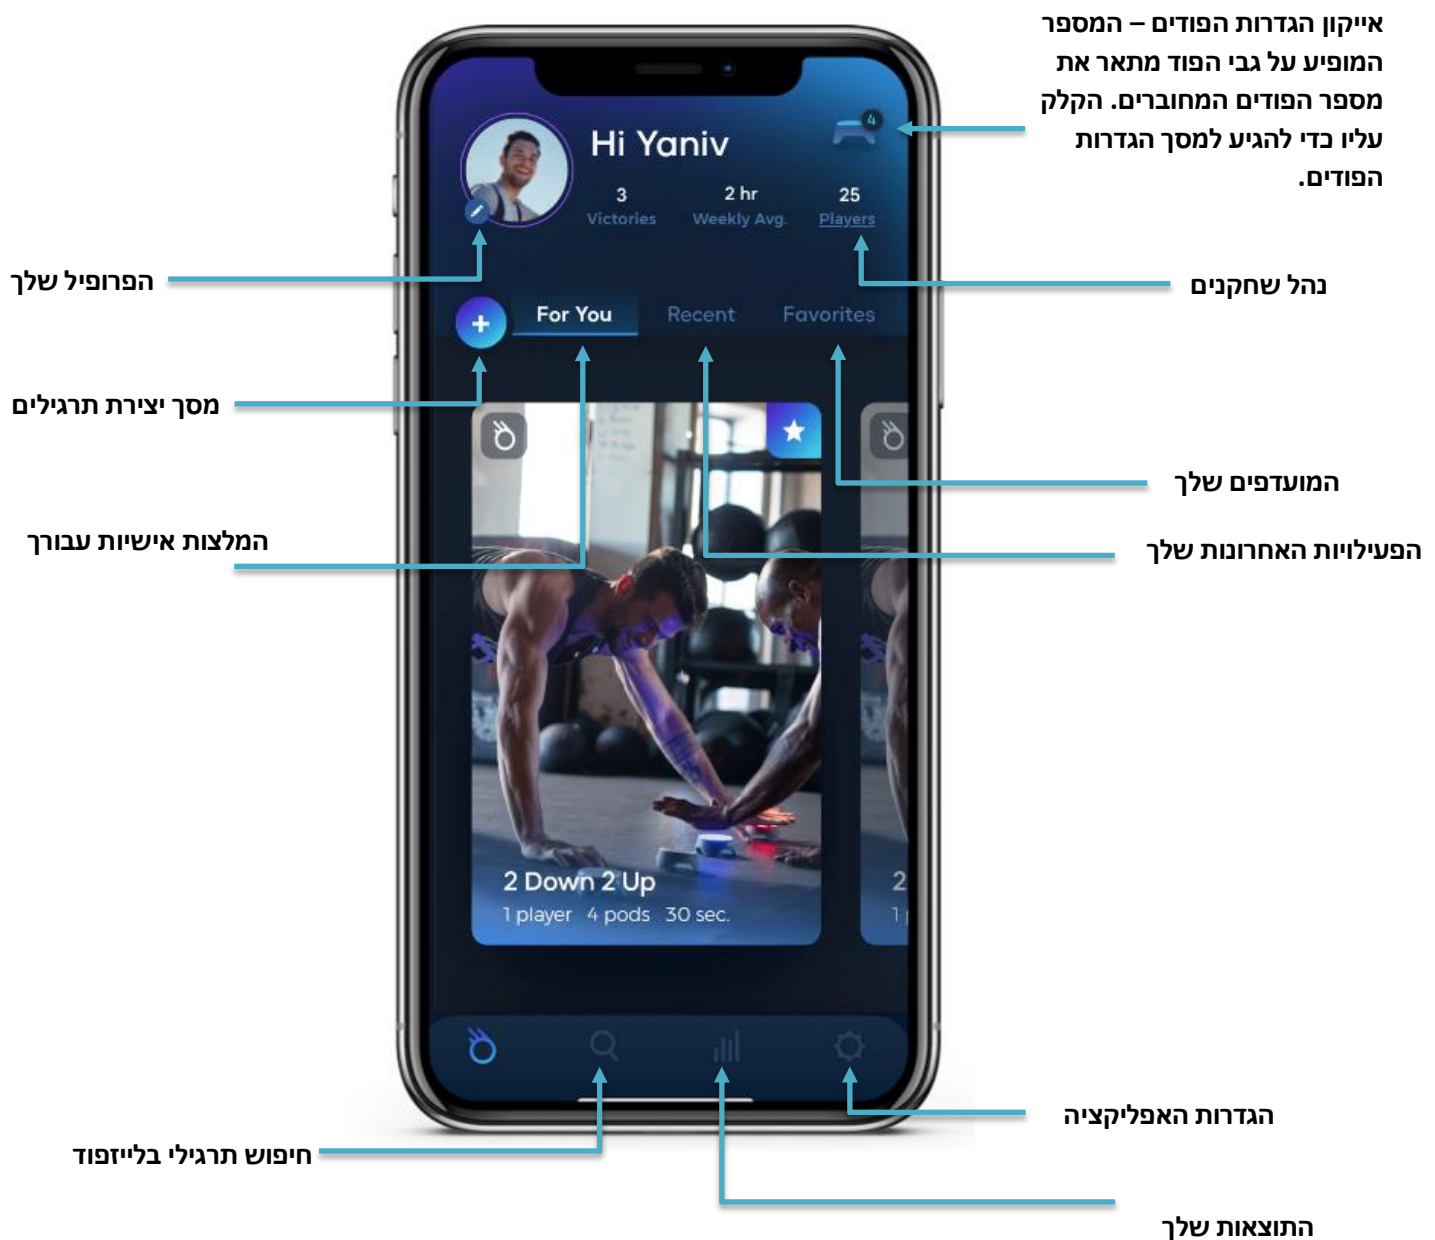 אייקון הגדרות הפודים – המספר
המופיע על גבי הפוד מתאר את
מספר הפודים המחוברים. הקלק
עליו כדי להגיע למסך הגדרות
הפודים.
4
Hi Yaniv
3
2 hr
25
Victories
Weekly Avg.
Players
הפרופיל שלך
נהל שחקנים
+
For You
Recent
Favorites
מסך יצירת תרגילים
המועדפים שלך
המלצות אישיות עבורך
הפעילויות האחרונות שלך
2 Down 2 Up
1 player 4 pods 30 sec.
2
1
הגדרות האפליקציה
חיפוש תרגילי בלייזפוד
התוצאות שלך